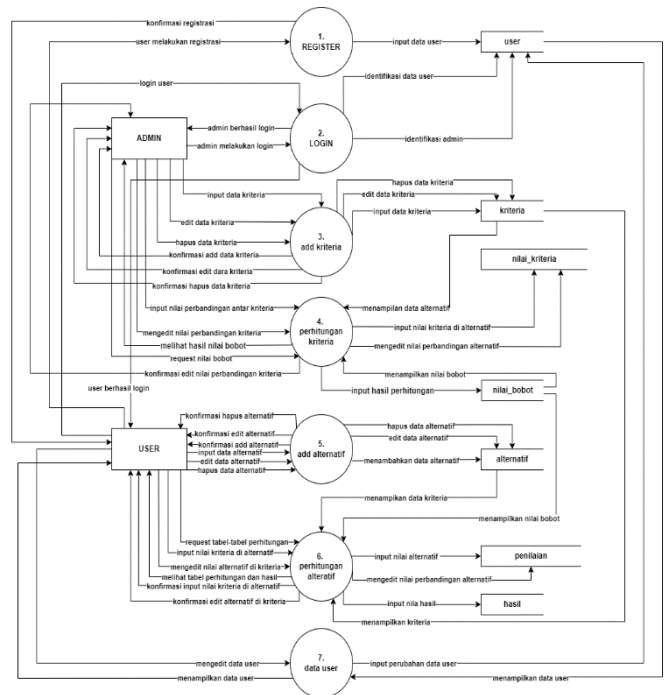 konfirmasi registrasi
1.
REGISTER
user melakukan registrasi
input data user
user
login user
identifikasi data user
admin berhasil login
ADMIN
2.
LOGIN
admin melakukan login
identifikasi admin
hapus data kriteria
edit data kriteria
input data kriteria
input data kriteria
kriteria
edit data kriteria
3.
add kriteria
hapus data kriteria
konfirmasi add data kriteria
konfirmasi edit dara kriteria
konfirmasi hapus data kriteria
nilai_kriteria
menampilan data alternatif
input nilai perbandingan antar kriteria
4.
perhitungan
kriteria
input nilai kriteria di alternatif
mengedit nilai perbandingan kriteria
melihat hasil nilai bobot
mengedit nilai perbandingan alternatif
request nilai bobot
konfirmasi edit nilai perbandingan kriteria
menampilkan nilai bobot
user berhasil login
input hasil perhitungan
nilai_bobot
konfirmasi hapus alternatif
hapus data alternatif
USER
konfirmasi edit alternatif
edit data alternatif
konfirmasi add alternatif
5.
add alternatif
input data alternatif
edit data alternatif
hapus data alternatif
menambahkan data alternatif
alternatif
menampikan data kriteria
menampilkan nilai bobot
request tabel-tabel perhitungan
input nilai kriteria di alternatif
6.
perhitungan
alteratif
input nilai alternatif
penilaian
mengedit nilai alternatif di kriteria
melihat tabel perhitungan dan hasil
mengedit nilai perbandingan alternatif
konfirmasi input nilai kriteria di alternatif
konfirmasi edit alternatif di kriteria
input nila hasil
hasil
menampilkan kriteria
7.
data user
mengedit data user
menampilkan data user
input perubahan data user
menampilkan data user